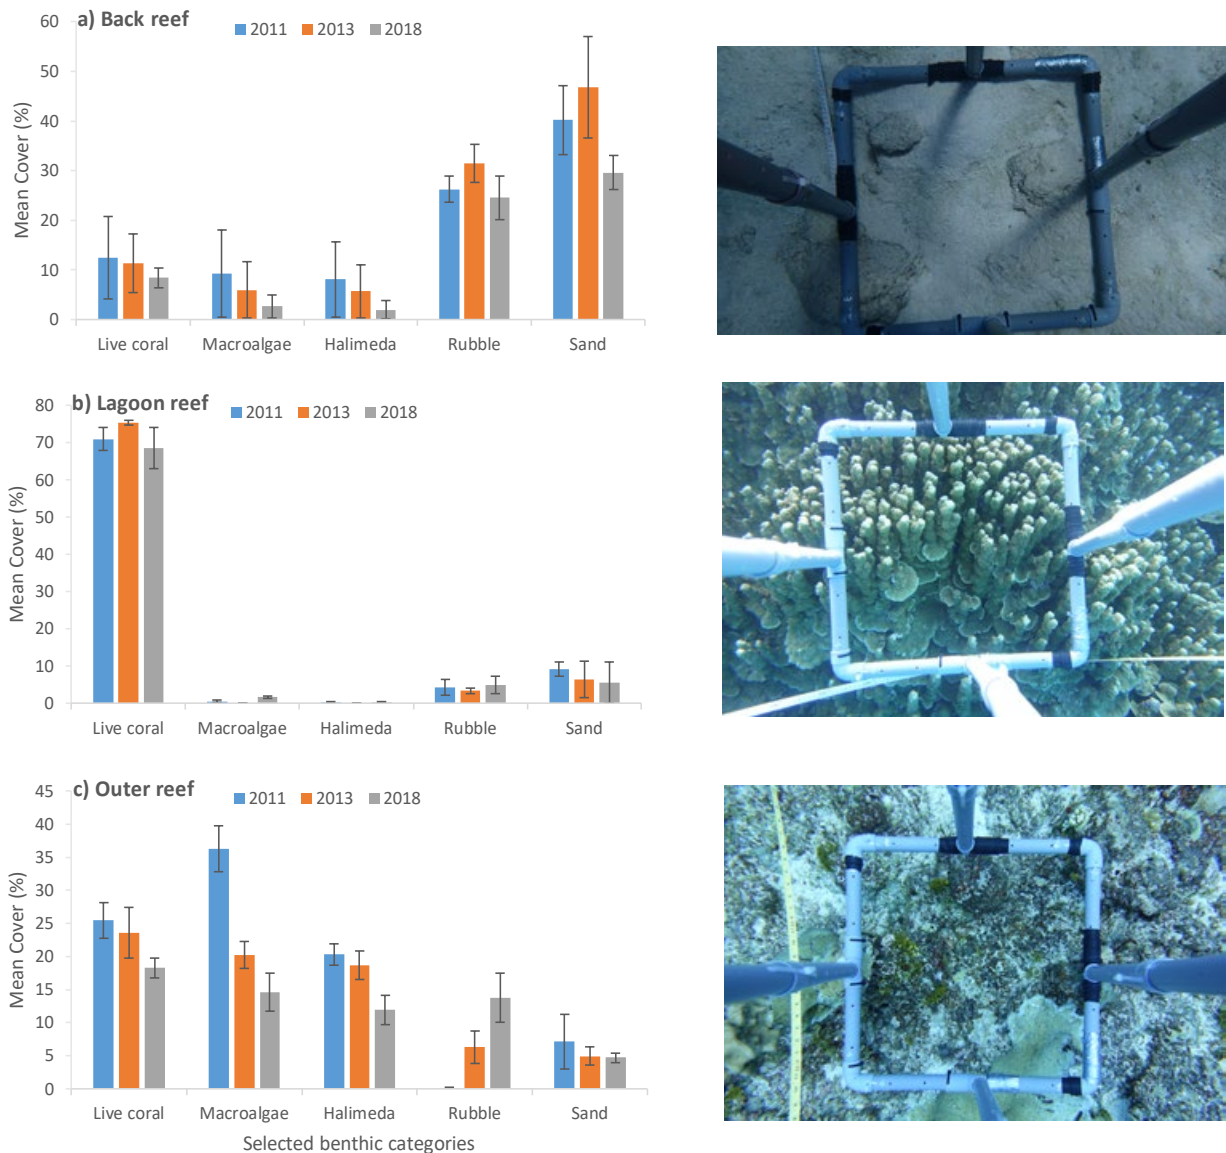 a) Back reef
2011 2013 2018
Mean Cover (%)
60
50
40
30
20
10
0
Live coral Macroalgae Halimeda Rubble Sand
b) Lagoon reef
2011 2013 2018
Mean Cover (%)
80
70
60
50
40
30
20
10
0
Live coral Macroalgae Halimeda Rubble Sand
c) Outer reef
2011 2013 2018
Mean Cover (%)
45
40
35
30
25
20
15
10
5
0
Live coral Macroalgae Halimeda Rubble Sand
Selected benthic categories